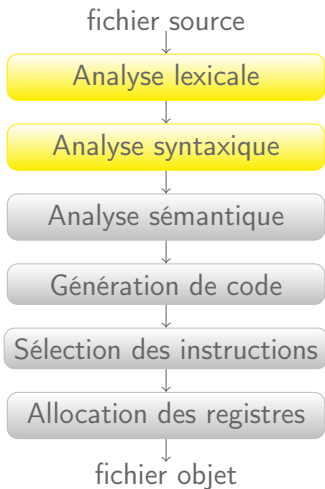 fichier source
Analyse lexicale
Analyse syntaxique
Analyse sémantique
Génération de code
Sélection des instructions
Allocation des registres
fichier objet